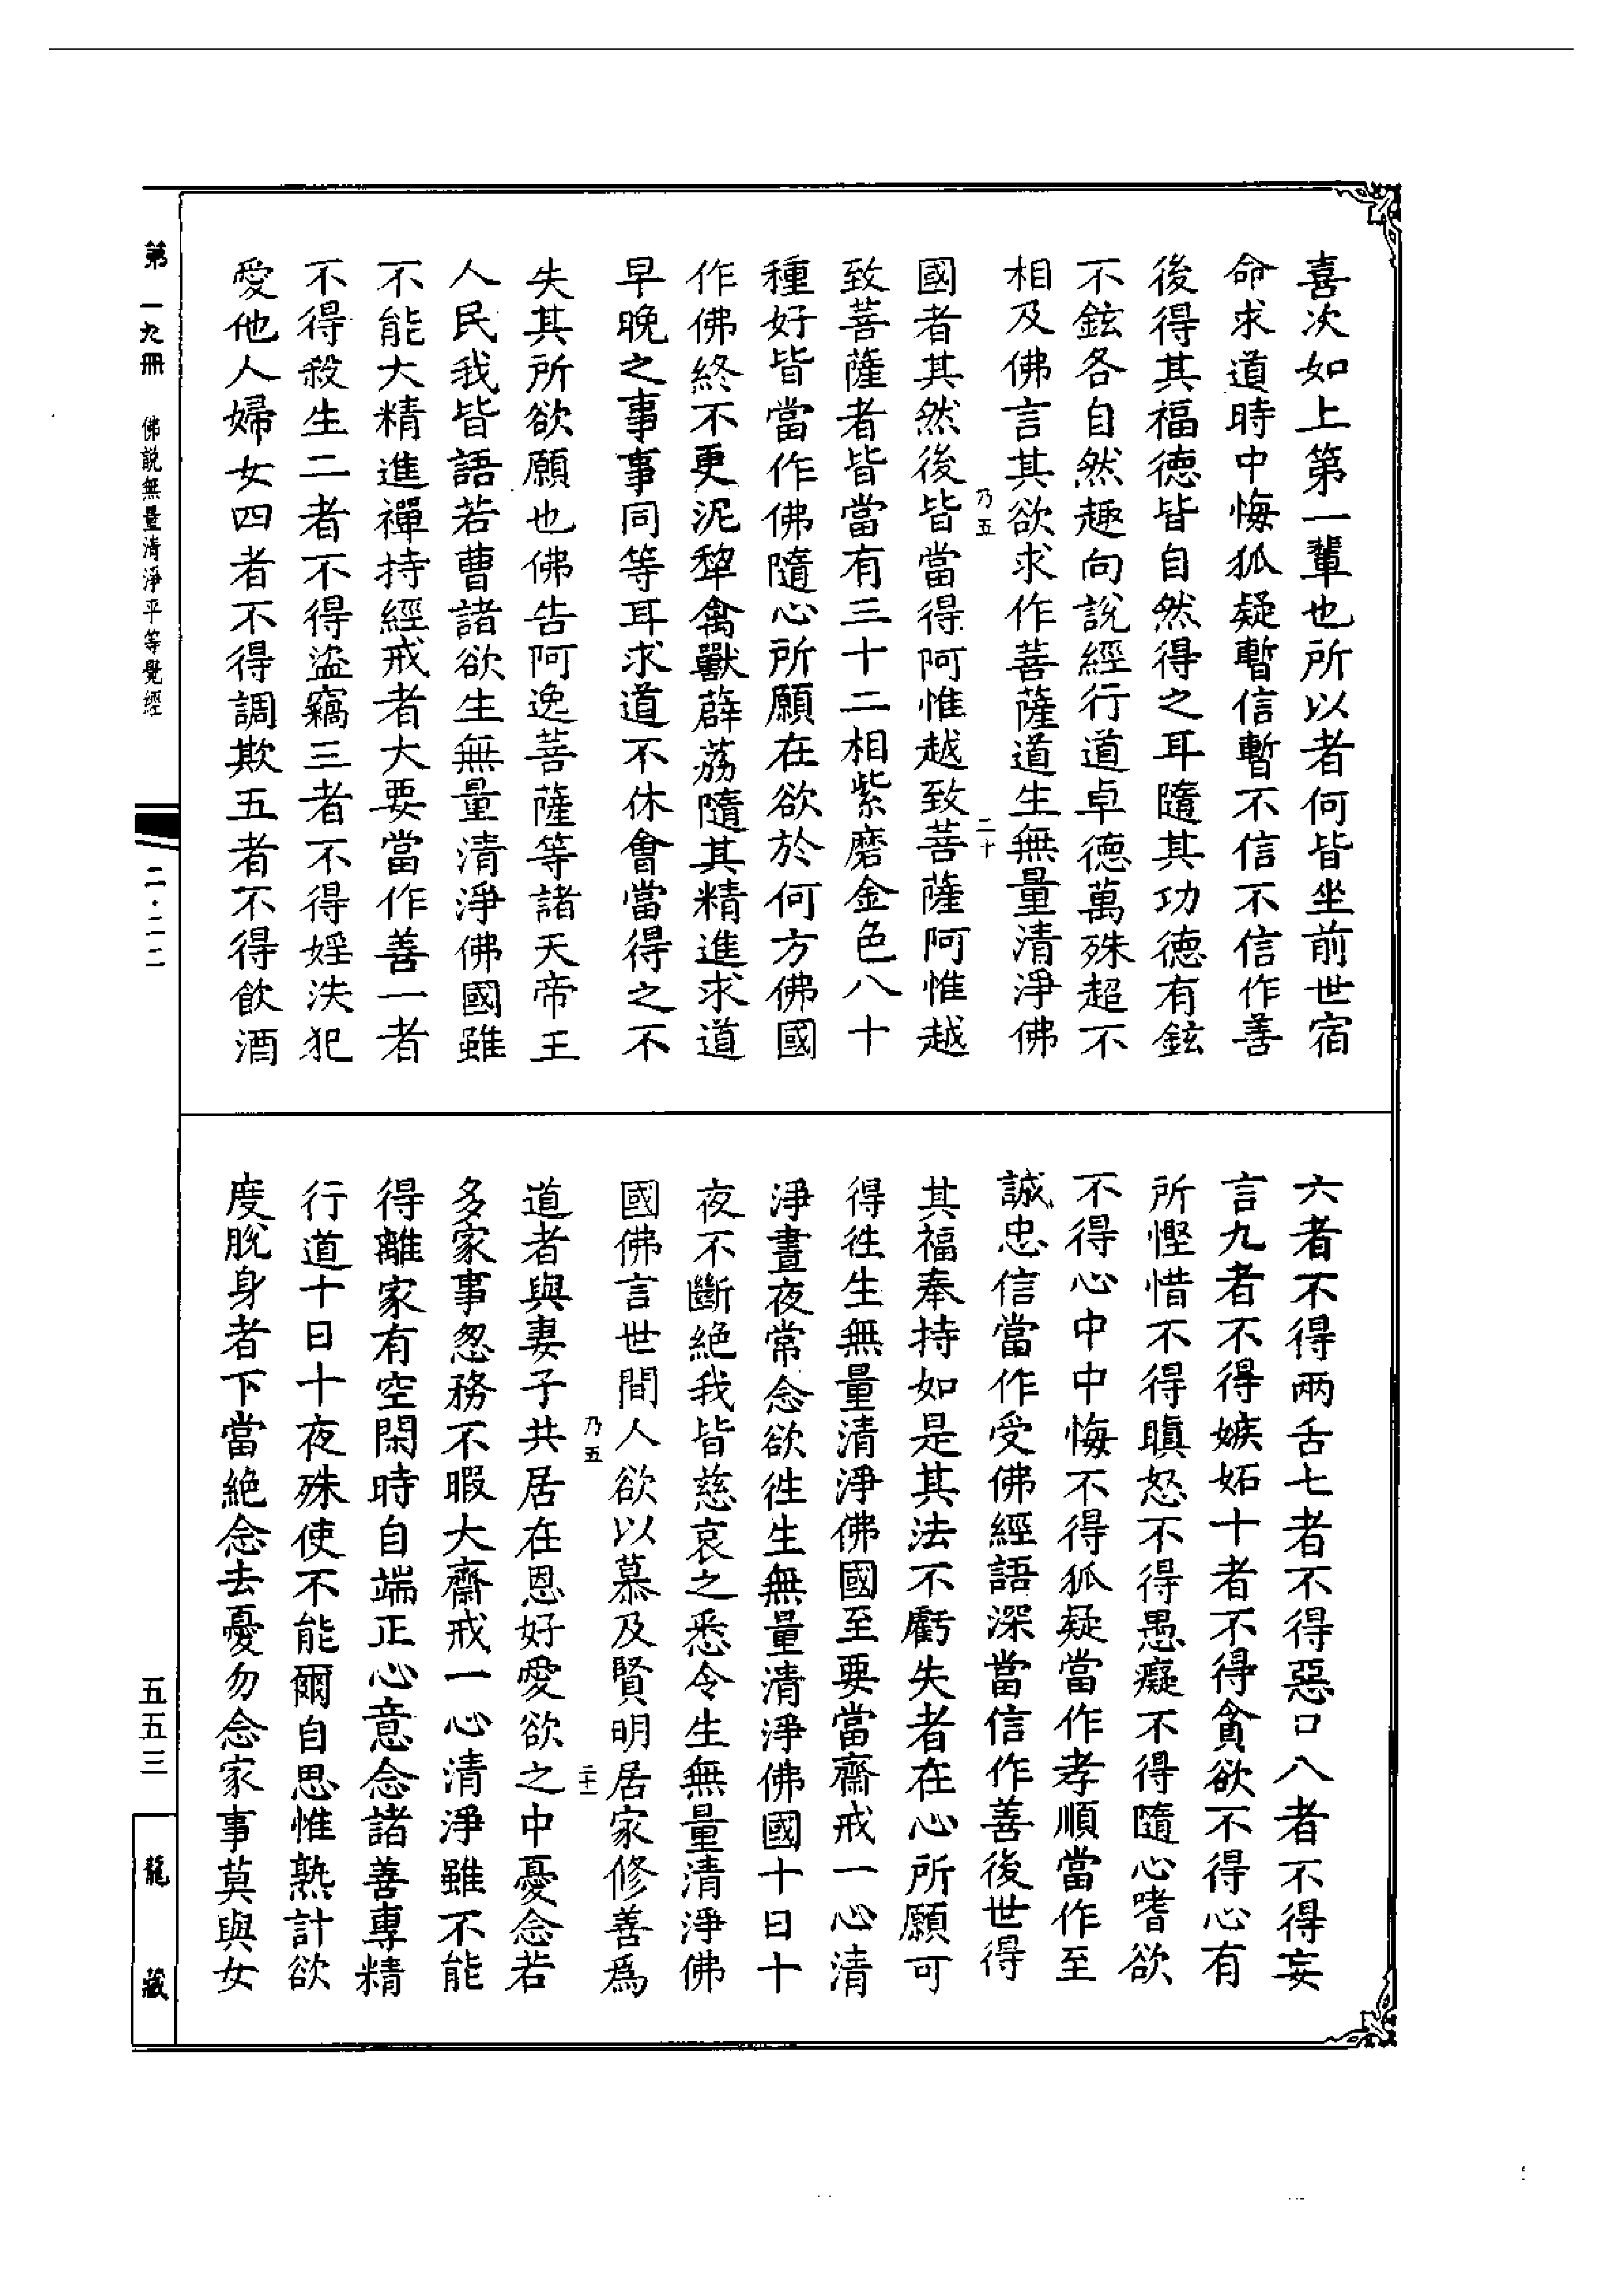 喜次如上第一輩也所以者何皆坐前世宿
命求道時中悔狐疑暫信暫不信不信作善
後得其福德皆自然得之耳隨其功德有鉉
不鉉各自然趣向說經行道卓德萬殊超不
相及佛言其欲求作菩薩道生無量清淨佛
乃五 二十
國者其然後皆當得阿惟越致菩薩阿惟越
致菩薩者皆當有三十二相紫磨金色八十
種好皆當作佛隨心所願在欲於何方佛國
作佛終不更泥犂禽獸薜荔隨其精進求道
早晚之事事同等耳求道不休會當得之不
失其所欲願也佛告阿逸菩薩等諸天帝王
人民我皆語若曹諸欲生無量清淨佛國雖
不能大精進禪持經戒者大要當作善一者
不得殺生二者不得盜竊三者不得婬泆犯
愛他人婦女四者不得調欺五者不得飲酒
六者不得兩舌七者不得惡口八者不得妄
言九者不得嫉妬十者不得貪欲不得心有
所慳惜不得瞋怒不得愚癡不得隨心嗜欲
不得心中中悔不得狐疑當作孝順當作至
誠忠信當作受佛經語深當信作善後世得
其福奉持如是其法不虧失者在心所願可
得徃生無量清淨佛國至要當齋戒一心清
淨晝夜常念欲徃生無量清淨佛國十日十
夜不斷絕我皆慈哀之悉令生無量清淨佛
國佛言世間人欲以慕及賢明居家修善爲
乃五 二十一
道者與妻子共居在恩好愛欲之中憂念若
多家事忽務不暇大齋戒一心清淨雖不能
得離家有空閑時自端正心意念諸善專精
行道十日十夜殊使不能爾自思惟熟計欲
度脫身者下當絕念去憂勿念家事莫與女
第一九冊 佛說無量清淨平等覺經
二·二二
五五三
龍藏